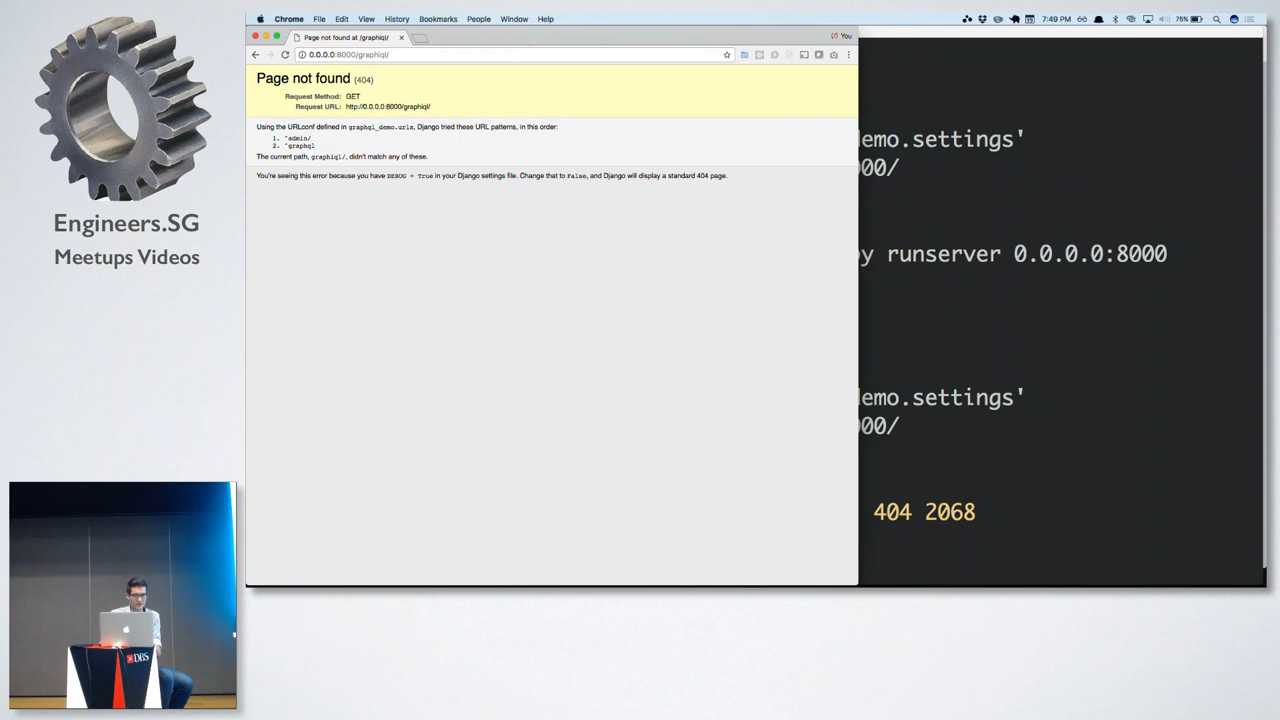 Engineers.SG
Meetups Videos
Chrome File Edit View History Bookmarks People Window Help
7:49 PM 75%
Page not found at /graphiql/
You
0.0.0.0:8000/graphiql/
Page not found (404)
Request Method: GET
Request URL: http://0.0.0.0:8000/graphiql/
Using the URLconf defined in graphql_demo.urls, Django tried these URL patterns, in this order:
1. ^admin/
2. ^graphql
The current path, graphiql/, didn't match any of these.
You're seeing this error because you have DEBUG = True in your Django settings file. Change that to False, and Django will display a standard 404 page.
demo.settings'
000/
py runserver 0.0.0.0:8000
demo.settings'
000/
404 2068
DBS